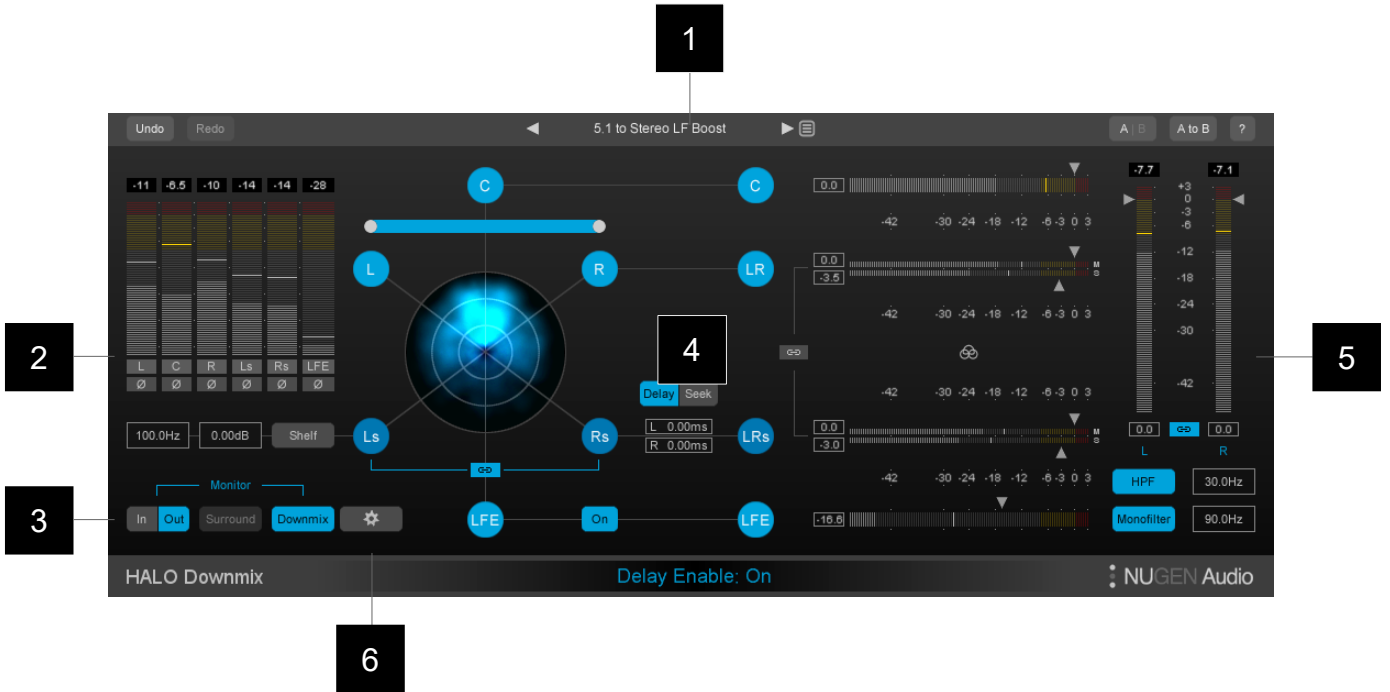 1
Undo
Redo
5.1 to Stereo LF Boost
A | B
A to B
?
-11 -6.5 -10 -14 -14 -28
L C R Ls Rs LFE
Ø Ø Ø Ø Ø Ø
100.0Hz
0.00dB
Shelf
Monitor
In
Out
Surround
Downmix
2
3
C
C
L
R
LR
4
Delay
Seek
L 0.00ms
R 0.00ms
Ls
Rs
LRs
LFE
On
LFE
0.0
-42 -30 -24 -18 -12 -6 -3 0 3
0.0
-3.5
M
S
-42 -30 -24 -18 -12 -6 -3 0 3
-42 -30 -24 -18 -12 -6 -3 0 3
0.0
-3.0
M
S
-42 -30 -24 -18 -12 -6 -3 0 3
-16.6
-7.7
-7.1
+3
0
-3
-6
-12
-18
-24
-30
-42
0.0
0.0
L
R
HPF
30.0Hz
Monofilter
90.0Hz
5
HALO Downmix
Delay Enable: On
NUGEN Audio
6